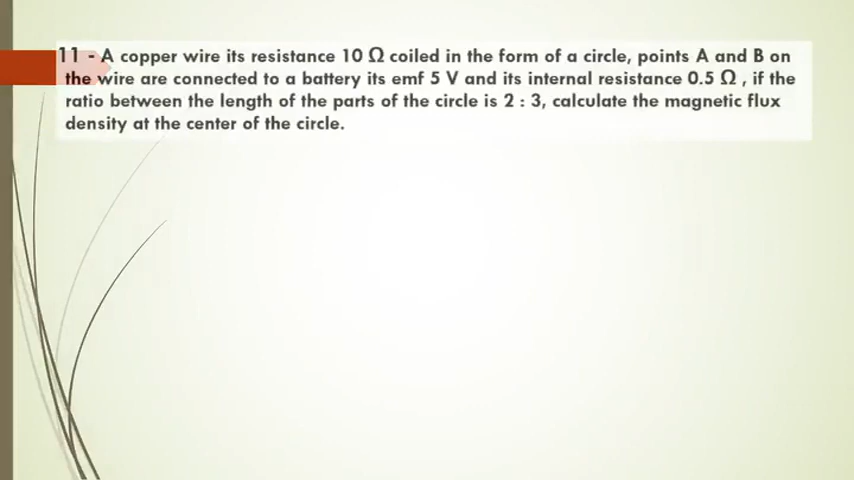 11 - A copper wire its resistance 10 Ω coiled in the form of a circle, points A and B on
the wire are connected to a battery its emf 5 V and its internal resistance 0.5 Ω , if the
ratio between the length of the parts of the circle is 2 : 3, calculate the magnetic flux
density at the center of the circle.